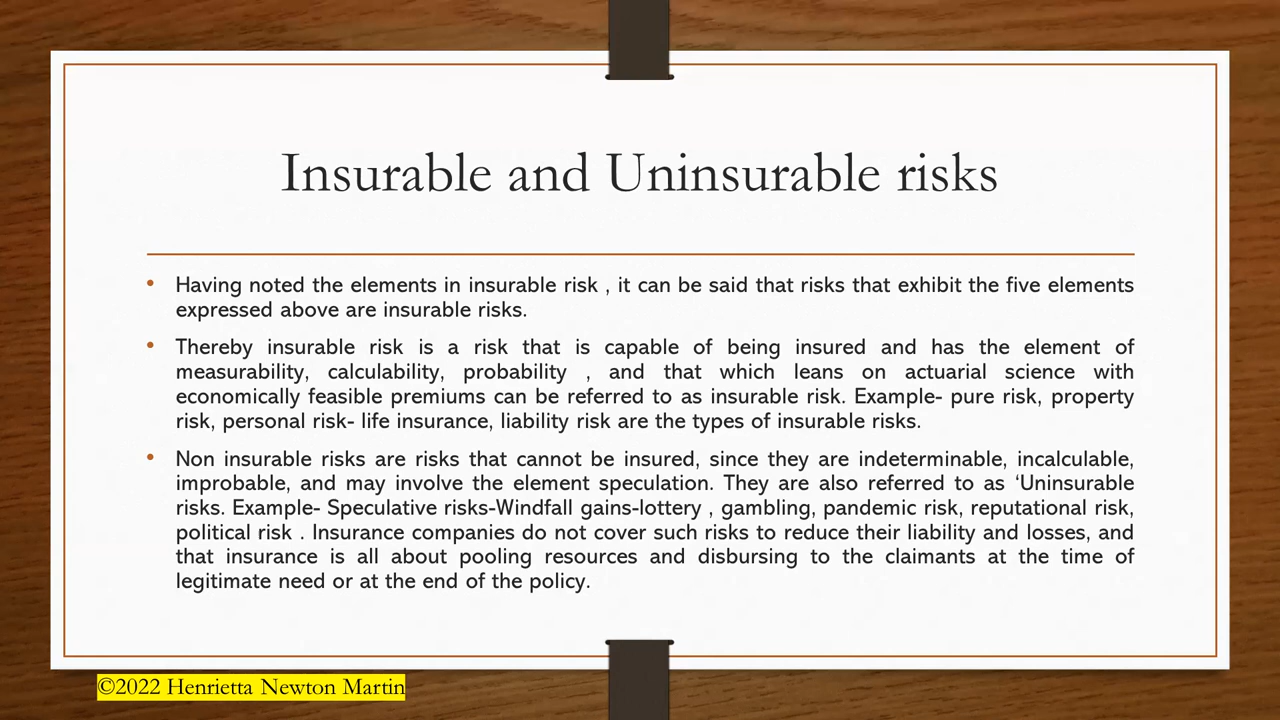 Insurable and Uninsurable risks
• Having noted the elements in insurable risk , it can be said that risks that exhibit the five elements
expressed above are insurable risks.
• Thereby insurable risk is a risk that is capable of being insured and has the element of
measurability, calculability, probability , and that which leans on actuarial science with
economically feasible premiums can be referred to as insurable risk. Example- pure risk, property
risk, personal risk- life insurance, liability risk are the types of insurable risks.
• Non insurable risks are risks that cannot be insured, since they are indeterminable, incalculable,
improbable, and may involve the element speculation. They are also referred to as ‘Uninsurable
risks. Example- Speculative risks-Windfall gains-lottery , gambling, pandemic risk, reputational risk,
political risk . Insurance companies do not cover such risks to reduce their liability and losses, and
that insurance is all about pooling resources and disbursing to the claimants at the time of
legitimate need or at the end of the policy.
©2022 Henrietta Newton Martin